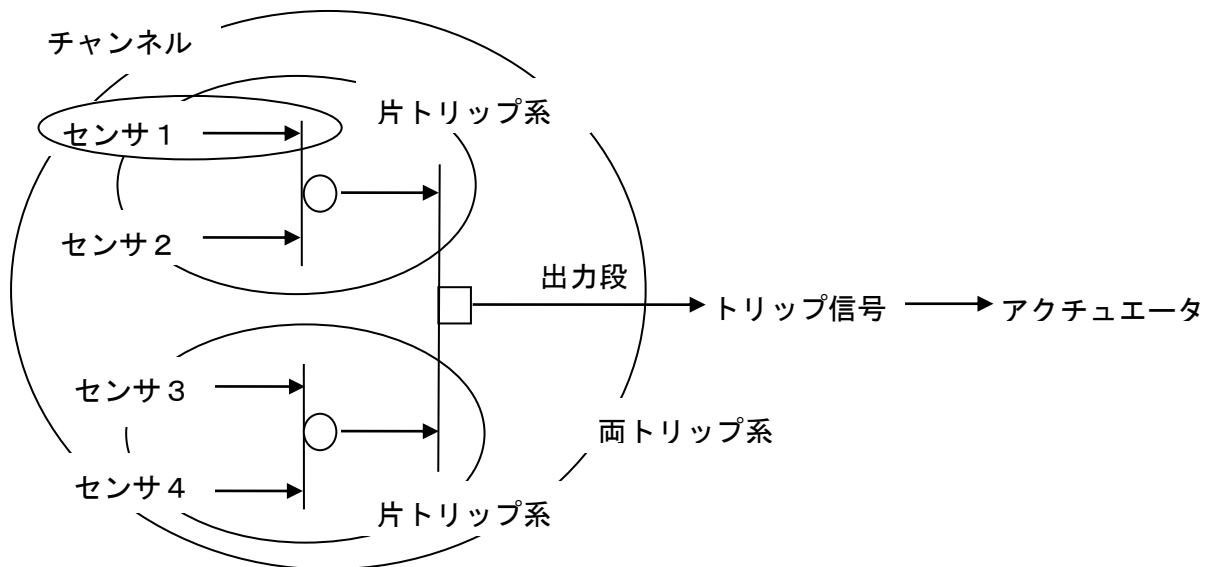 チャンネル
片トリップ系
センサ１
センサ２
出力段
トリップ信号
アクチュエータ
センサ３
両トリップ系
センサ４
片トリップ系